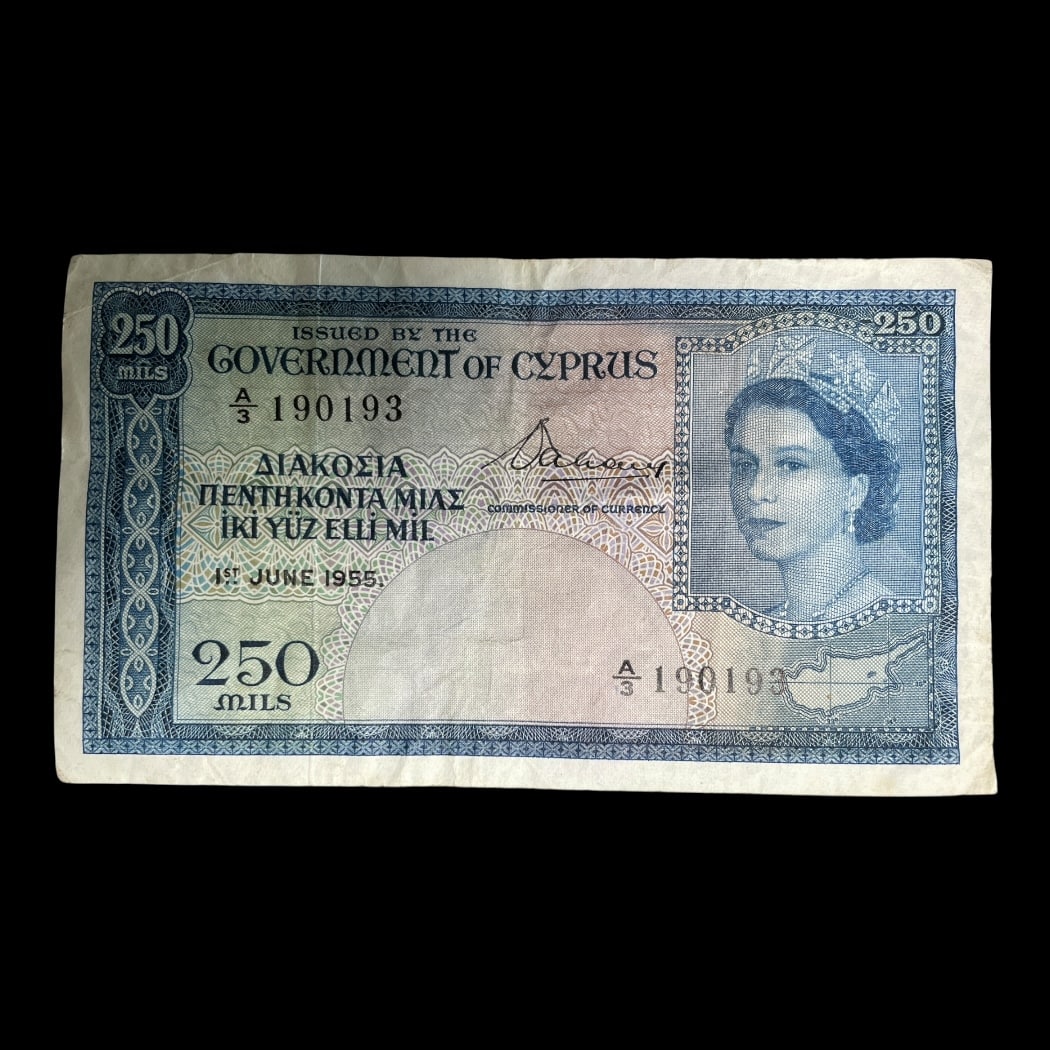 250
MILS
250
ISSUED BY THE
GOVERNMENT OF CYPRUS
A/3 190193
ΔΙΑΚΟΣΙΑ
ΠΕΝΤΗΚΟΝΤΑ ΜΙΛΣ
İKİ YÜZ ELLİ MİL
COMMISSIONER OF CURRENCY
1ST JUNE 1955.
250
MILS
A/3 190193